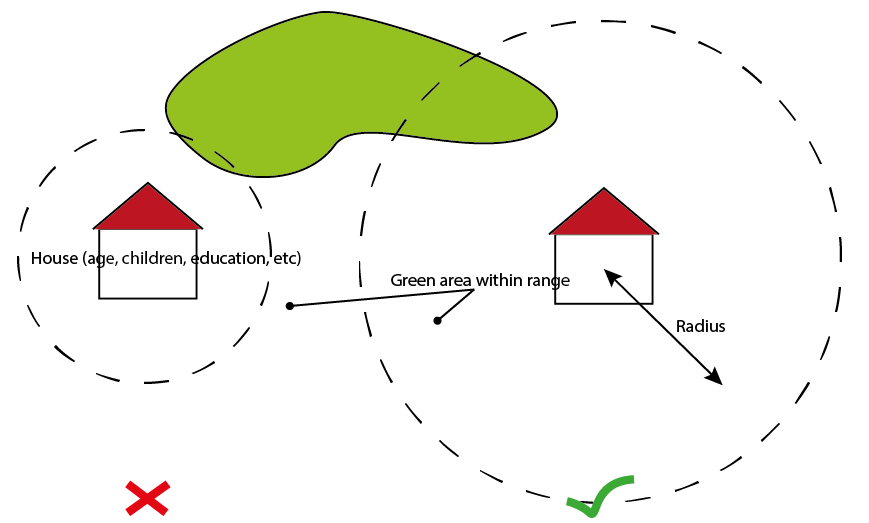 House (age, children, education, etc)
Green area within range
Radius